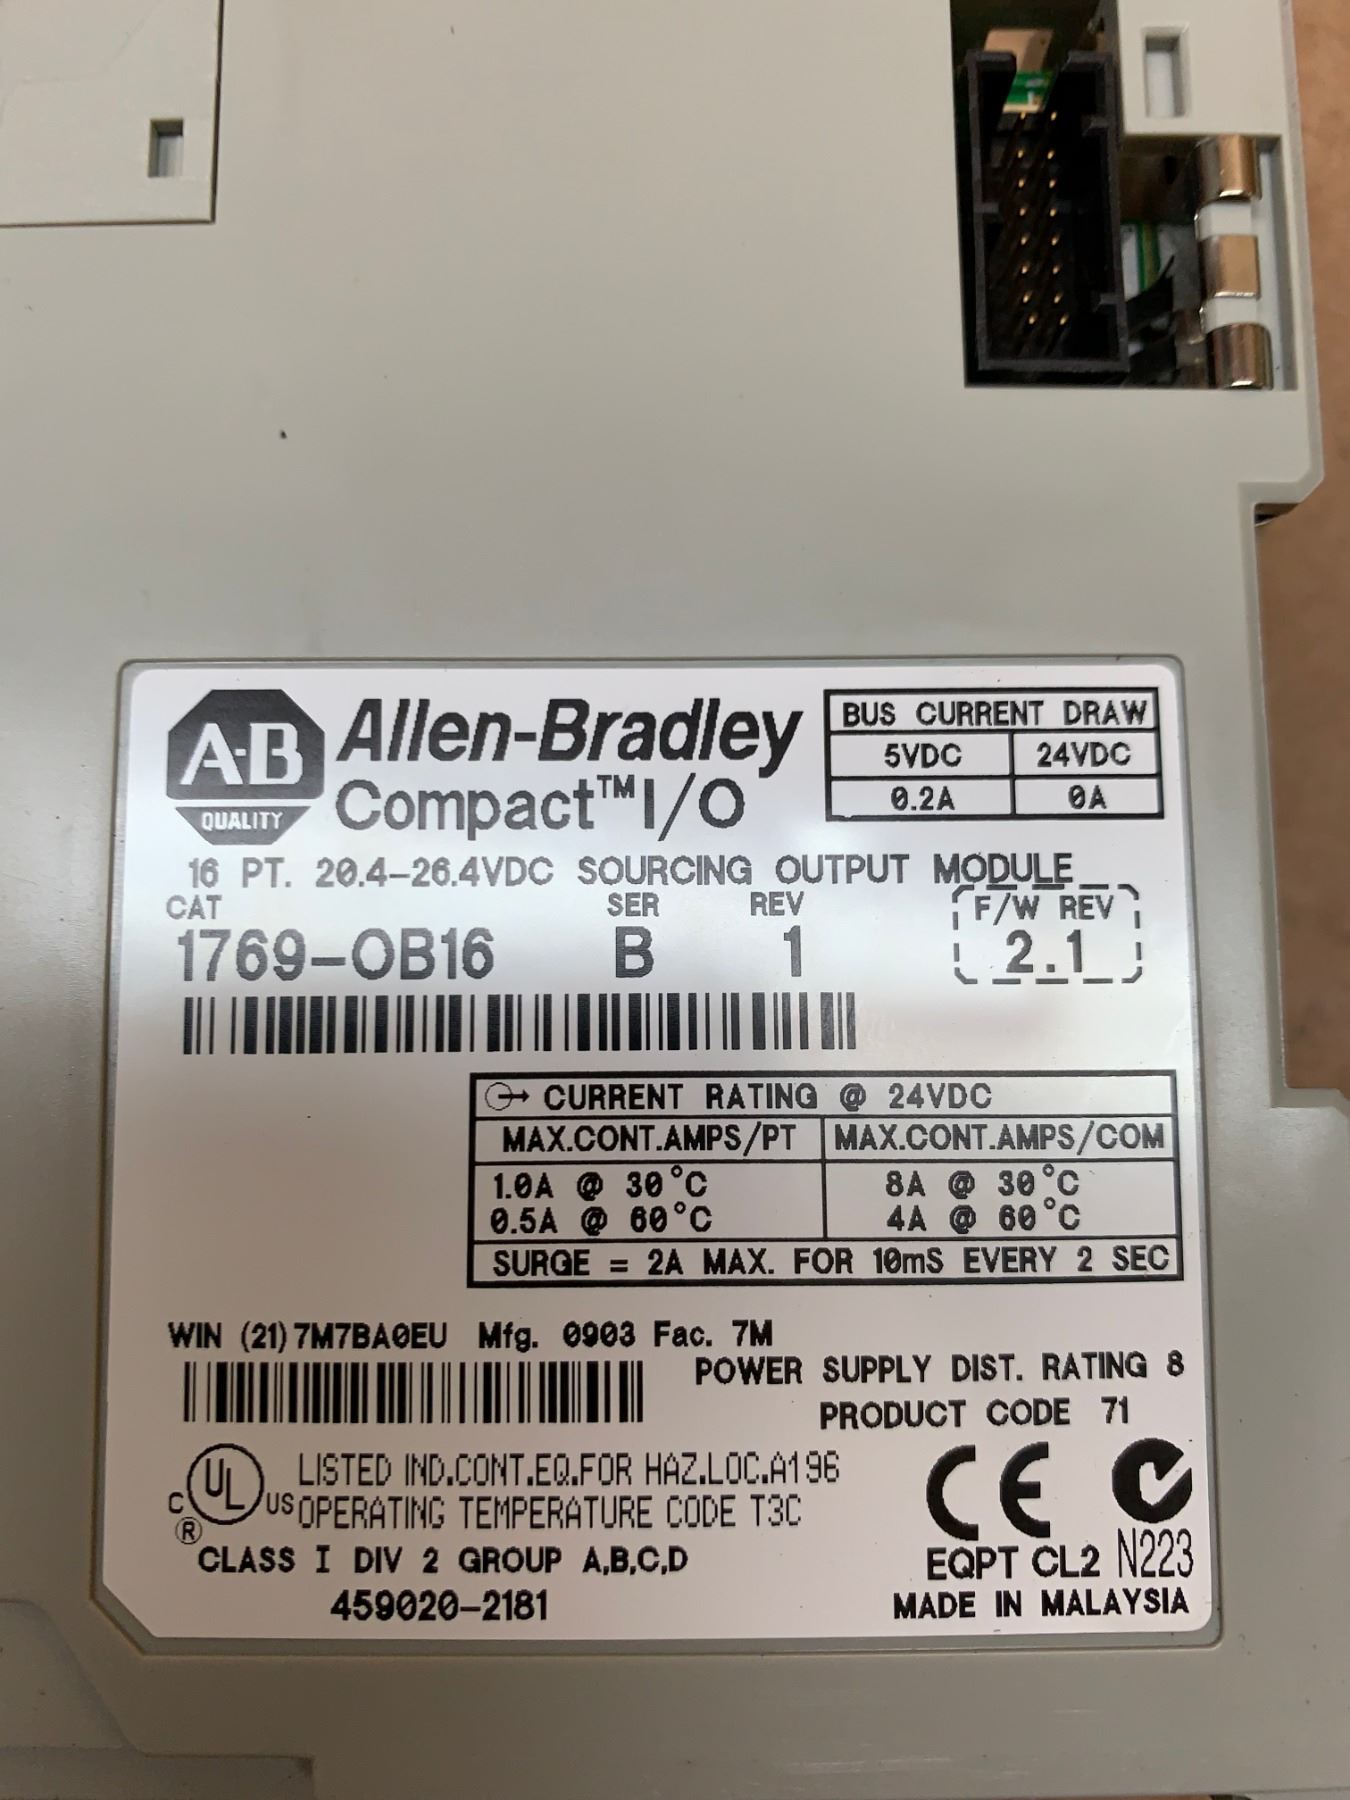 A-B
QUALITY
Allen-Bradley
Compact™ I/O
BUS CURRENT DRAW
5VDC 24VDC
0.2A 0A
16 PT. 20.4-26.4VDC SOURCING OUTPUT MODULE
CAT SER REV F/W REV
1769-OB16 B 1 2.1
CURRENT RATING @ 24VDC
MAX.CONT.AMPS/PT MAX.CONT.AMPS/COM
1.0A @ 30°C 8A @ 30°C
0.5A @ 60°C 4A @ 60°C
SURGE = 2A MAX. FOR 10mS EVERY 2 SEC
WIN (21)7M7BA0EU Mfg. 0903 Fac. 7M
POWER SUPPLY DIST. RATING 8
PRODUCT CODE 71
C UL US ®
LISTED IND.CONT.EQ.FOR HAZ.LOC.A196
OPERATING TEMPERATURE CODE T3C
CLASS I DIV 2 GROUP A,B,C,D
459020-2181
CE
EQPT CL2 N223
MADE IN MALAYSIA